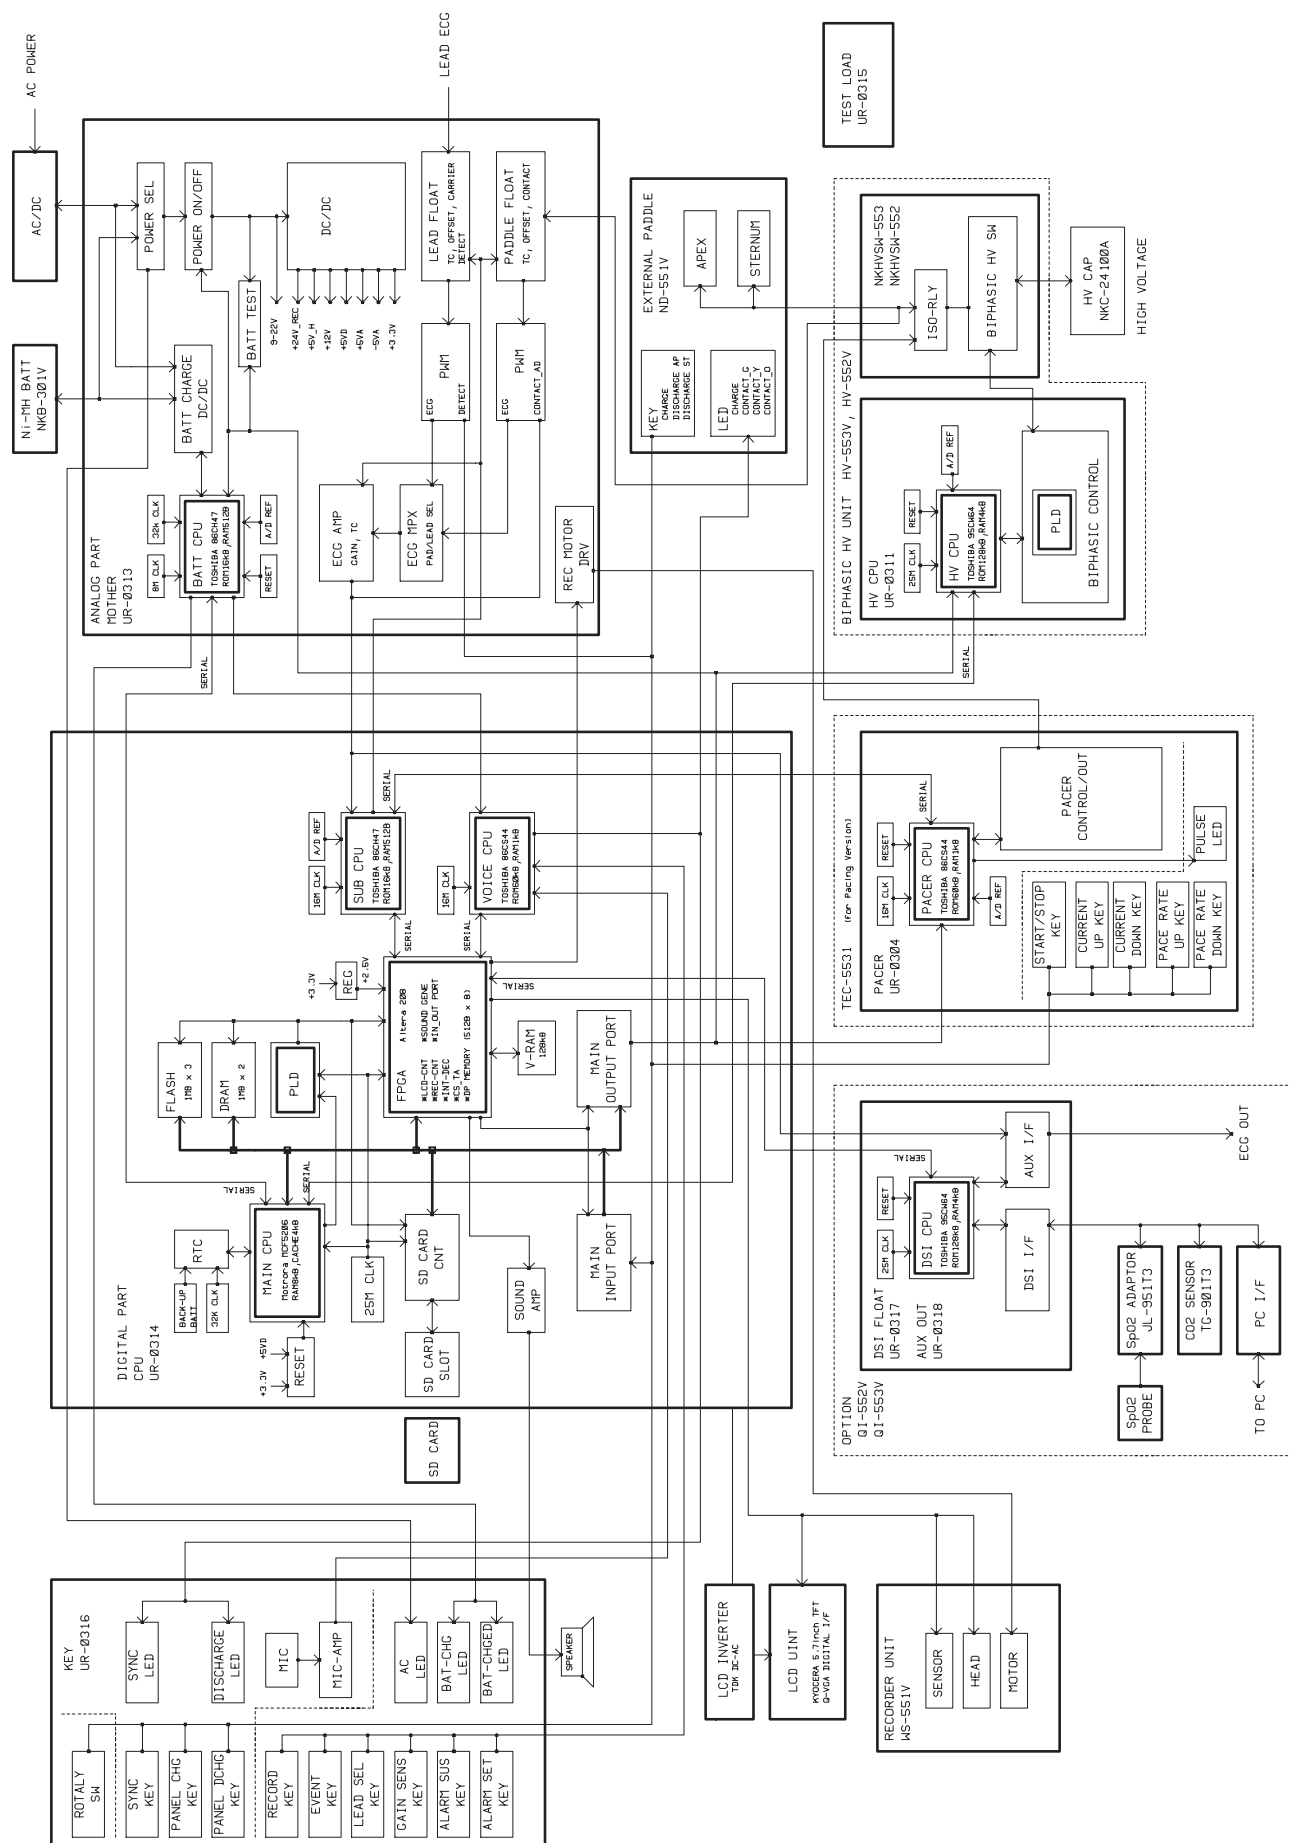 KEY
UR-0316
ROTALY
SW
SYNC
KEY
PANEL CHG
KEY
PANEL DCHG
KEY
RECORD
KEY
EVENT
KEY
LEAD SEL
KEY
GAIN SENS
KEY
ALARM SUS
KEY
ALARM SET
KEY
SYNC
LED
DISCHARGE
LED
MIC
MIC-AMP
AC
LED
BAT-CHG
LED
BAT-CHGED
LED
SPEAKER
LCD INVERTER
TDK DC-AC
LCD UINT
KYOCERA 5.7inch TFT
Q-VGA DIGITAL I/F
RECORDER UNIT
WS-551V
SENSOR
HEAD
MOTOR
SD CARD
DIGITAL PART
CPU
UR-0314
BACK-UP
BATT
32K CLK
RTC
+3.3V
+5VD
RESET
MAIN CPU
Motrora MCF5206
RAM8kB,CACHE4kB
SERIAL
SERIAL
25M CLK
SD CARD
CNT
SD CARD
SLOT
SOUND
AMP
MAIN
INPUT PORT
FLASH
1MB × 3
DRAM
1MB × 2
PLD
+3.3V
REG
+2.5V
FPGA
Altera 208
*LCD-CNT
*SOUND GENE
*REC-CNT
*IN_OUT PORT
*INT-DEC
*CS_TA
*DP MEMORY (512B × 8)
SERIAL
SERIAL
SERIAL
V-RAM
128kB
MAIN
OUTPUT PORT
16M CLK
A/D REF
SUB CPU
TOSHIBA 86CH47
ROM16kB,RAM512B
SERIAL
16M CLK
VOICE CPU
TOSHIBA 86CS44
ROM60kB,RAM1kB
ANALOG PART
MOTHER
UR-0313
8M CLK
32k CLK
BATT CPU
TOSHIBA 86CH47
ROM16kB,RAM512B
RESET
A/D REF
SERIAL
BATT CHARGE
DC/DC
BATT TEST
Ni-MH BATT
NKB-301V
AC/DC
AC POWER
POWER SEL
POWER ON/OFF
DC/DC
9-22V
+24V_REC
+5V_H
+12V
+5VD
+5VA
-5VA
+3.3V
LEAD ECG
LEAD FLOAT
TC, OFFSET, CARRIER
DETECT
PADDLE FLOAT
TC, OFFSET, CONTACT
PWM
ECG
DETECT
PWM
ECG
CONTACT_AD
ECG AMP
GAIN, TC
ECG MPX
PAD/LEAD SEL
REC MOTOR
DRV
EXTERNAL PADDLE
ND-551V
KEY
CHARGE
DISCHARGE AP
DISCHARGE ST
LED
CHARGE
CONTACT_G
CONTACT_Y
CONTACT_O
APEX
STERNUM
TEST LOAD
UR-0315
BIPHASIC HV UNIT HV-553V, HV-552V
HV CPU
UR-0311
25M CLK
RESET
A/D REF
HV CPU
TOSHIBA 95CW64
ROM128kB,RAM4kB
SERIAL
PLD
BIPHASIC CONTROL
NKHVSW-553
NKHVSW-552
ISO-RLY
BIPHASIC HV SW
HV CAP
NKC-24100A
HIGH VOLTAGE
TEC-5531 (For Pacing Version)
PACER
UR-0304
16M CLK
RESET
PACER CPU
TOSHIBA 86CS44
ROM60kB,RAM1kB
A/D REF
SERIAL
PACER
CONTROL/OUT
PULSE
LED
START/STOP
KEY
CURRENT
UP KEY
CURRENT
DOWN KEY
PACE RATE
UP KEY
PACE RATE
DOWN KEY
OPTION
QI-552V
QI-553V
DSI FLOAT
UR-0317
AUX OUT
UR-0318
25M CLK
RESET
DSI CPU
TOSHIBA 95CW64
ROM128kB,RAM4kB
SERIAL
DSI I/F
AUX I/F
SpO2
PROBE
SpO2 ADAPTOR
JL-951T3
CO2 SENSOR
TG-901T3
PC I/F
TO PC
ECG OUT